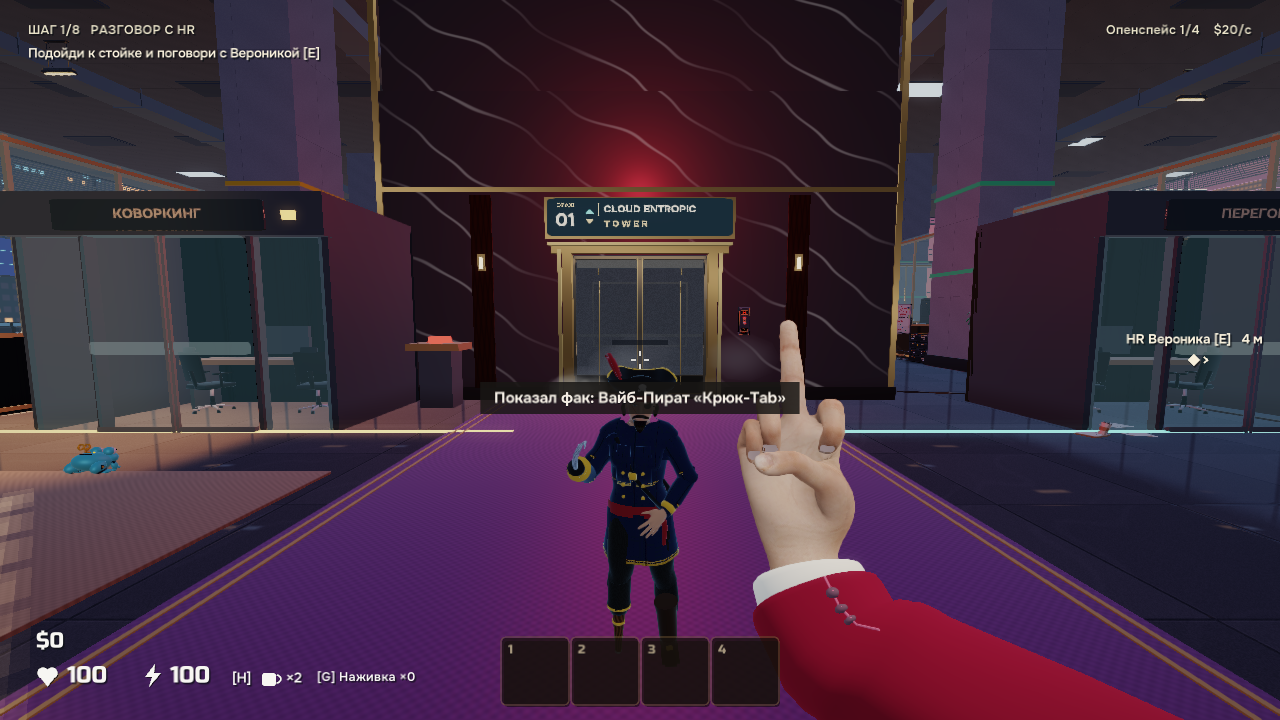 ШАГ 1/8 РАЗГОВОР С HR
Подойди к стойке и поговори с Вероникой [E]
Опенспейс 1/4 $20/с
КОВОРКИНГ
ЭТАЖ
01
CLOUD ENTROPIC
TOWER
ПЕРЕГО
HR Вероника [E] 4 м
Показал фак: Вайб-Пират «Крюк-Tab»
$0
100
100
[H] ×2
[G] Наживка ×0
1
2
3
4